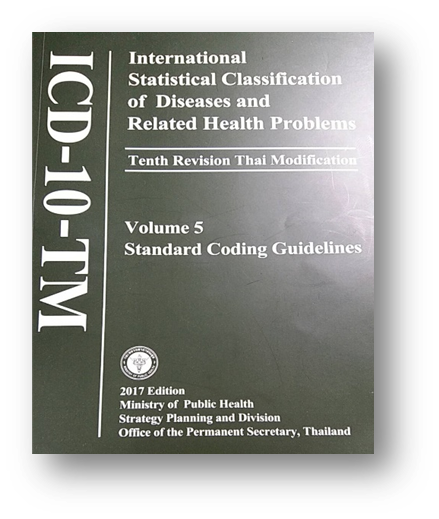 ICD-10-TM
International
Statistical Classification
of Diseases and
Related Health Problems
Tenth Revision Thai Modification
Volume 5
Standard Coding Guidelines
2017 Edition
Ministry of Public Health
Strategy Planning and Division
Office of the Permanent Secretary, Thailand